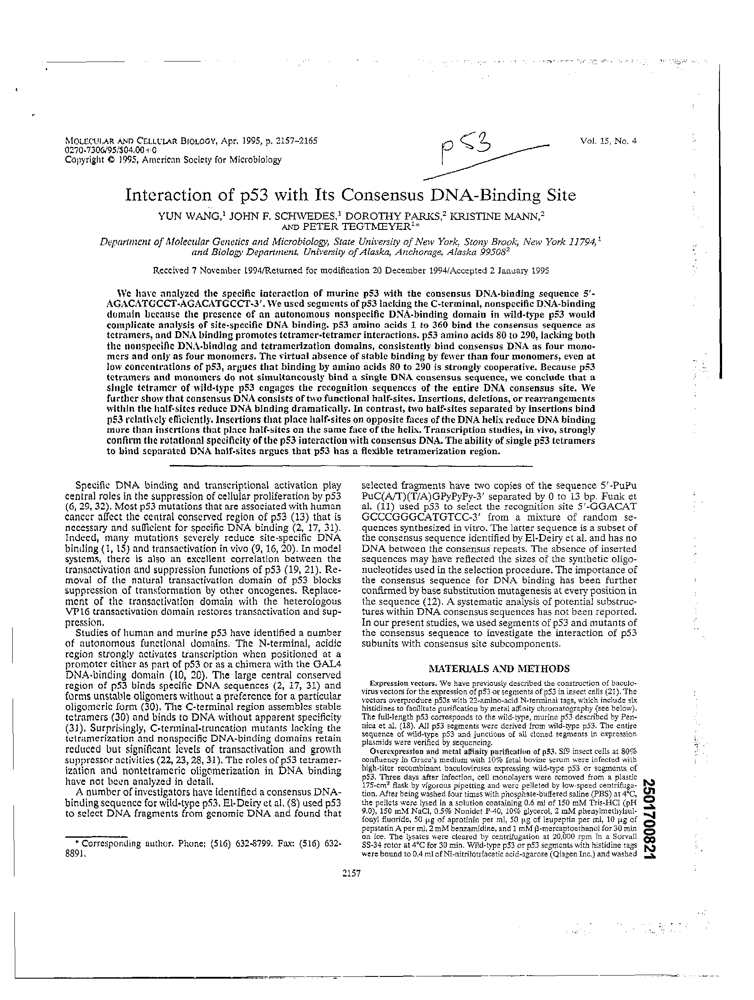 MOLECULAR AND CELLULAR BIOLOGY, Apr. 1995, p. 2157–2165
0270-7306/95/$04.00+0
Copyright © 1995, American Society for Microbiology
p53
Vol. 15, No. 4
Interaction of p53 with Its Consensus DNA-Binding Site
YUN WANG,¹ JOHN F. SCHWEDES,¹ DOROTHY PARKS,² KRISTINE MANN,²
AND PETER TEGTMEYER¹*
Department of Molecular Genetics and Microbiology, State University of New York, Stony Brook, New York 11794,¹
and Biology Department, University of Alaska, Anchorage, Alaska 99508²
Received 7 November 1994/Returned for modification 20 December 1994/Accepted 2 January 1995
We have analyzed the specific interaction of murine p53 with the consensus DNA-binding sequence 5'-
AGACATGCCT-AGACATGCCT-3'. We used segments of p53 lacking the C-terminal, nonspecific DNA-binding
domain because the presence of an autonomous nonspecific DNA-binding domain in wild-type p53 would
complicate analysis of site-specific DNA binding. p53 amino acids 1 to 360 bind the consensus sequence as
tetramers, and DNA binding promotes tetramer-tetramer interactions. p53 amino acids 80 to 290, lacking both
the nonspecific DNA-binding and tetramerization domains, consistently bind consensus DNA as four mono-
mers and only as four monomers. The virtual absence of stable binding by fewer than four monomers, even at
low concentrations of p53, argues that binding by amino acids 80 to 290 is strongly cooperative. Because p53
tetramers and monomers do not simultaneously bind a single DNA consensus sequence, we conclude that a
single tetramer of wild-type p53 engages the recognition sequences of the entire DNA consensus site. We
further show that consensus DNA consists of two functional half-sites. Insertions, deletions, or rearrangements
within the half-sites reduce DNA binding dramatically. In contrast, two half-sites separated by insertions bind
p53 relatively efficiently. Insertions that place half-sites on opposite faces of the DNA helix reduce DNA binding
more than insertions that place half-sites on the same face of the helix. Transcription studies, in vivo, strongly
confirm the rotational specificity of the p53 interaction with consensus DNA. The ability of single p53 tetramers
to bind separated DNA half-sites argues that p53 has a flexible tetramerization region.
Specific DNA binding and transcriptional activation play
central roles in the suppression of cellular proliferation by p53
(6, 29, 32). Most p53 mutations that are associated with human
cancer affect the central conserved region of p53 (13) that is
necessary and sufficient for specific DNA binding (2, 17, 31).
Indeed, many mutations severely reduce site-specific DNA
binding (1, 15) and transactivation in vivo (9, 16, 20). In model
systems, there is also an excellent correlation between the
transactivation and suppression functions of p53 (19, 21). Re-
moval of the natural transactivation domain of p53 blocks
suppression of transformation by other oncogenes. Replace-
ment of the transactivation domain with the heterologous
VP16 transactivation domain restores transactivation and sup-
pression.
Studies of human and murine p53 have identified a number
of autonomous functional domains. The N-terminal, acidic
region strongly activates transcription when positioned at a
promoter either as part of p53 or as a chimera with the GAL4
DNA-binding domain (10, 20). The large central conserved
region of p53 binds specific DNA sequences (2, 17, 31) and
forms unstable oligomers without a preference for a particular
oligomeric form (30). The C-terminal region assembles stable
tetramers (30) and binds to DNA without apparent specificity
(31). Surprisingly, C-terminal-truncation mutants lacking the
tetramerization and nonspecific DNA-binding domains retain
reduced but significant levels of transactivation and growth
suppressor activities (22, 23, 28, 31). The roles of p53 tetramer-
ization and nontetrameric oligomerization in DNA binding
have not been analyzed in detail.
A number of investigators have identified a consensus DNA-
binding sequence for wild-type p53. El-Deiry et al. (8) used p53
to select DNA fragments from genomic DNA and found that
* Corresponding author. Phone: (516) 632-8799. Fax: (516) 632-
8891.
selected fragments have two copies of the sequence 5'-PuPu
PuC(A/T)(T/A)GPyPyPy-3' separated by 0 to 13 bp. Funk et
al. (11) used p53 to select the recognition site 5'-GGACAT
GCCCGGGCATGTCC-3' from a mixture of random se-
quences synthesized in vitro. The latter sequence is a subset of
the consensus sequence identified by El-Deiry et al. and has no
DNA between the consensus repeats. The absence of inserted
sequences may have reflected the sizes of the synthetic oligo-
nucleotides used in the selection procedure. The importance of
the consensus sequence for DNA binding has been further
confirmed by base substitution mutagenesis at every position in
the sequence (12). A systematic analysis of potential substruc-
tures within DNA consensus sequences has not been reported.
In our present studies, we used segments of p53 and mutants of
the consensus sequence to investigate the interaction of p53
subunits with consensus site subcomponents.
MATERIALS AND METHODS
Expression vectors. We have previously described the construction of baculo-
virus vectors for the expression of p53 or segments of p53 in insect cells (21). The
vectors overproduce p53s with 22-amino-acid N-terminal tags, which include six
histidines to facilitate purification by metal affinity chromatography (see below).
The full-length p53 corresponds to the wild-type, murine p53 described by Pen-
nica et al. (18). All p53 segments were derived from wild-type p53. The entire
sequence of wild-type p53 and junctions of all cloned segments in expression
plasmids were verified by sequencing.
Overexpression and metal affinity purification of p53. Sf9 insect cells at 80%
confluency in Grace's medium with 10% fetal bovine serum were infected with
high-titer recombinant baculoviruses expressing wild-type p53 or segments of
p53. Three days after infection, cell monolayers were removed from a plastic
175-cm² flask by vigorous pipetting and were pelleted by low-speed centrifuga-
tion. After being washed four times with phosphate-buffered saline (PBS) at 4°C,
the pellets were lysed in a solution containing 0.6 ml of 150 mM Tris-HCl (pH
9.0), 150 mM NaCl, 0.5% Nonidet P-40, 10% glycerol, 2 mM phenylmethylsul-
fonyl fluoride, 50 µg of aprotinin per ml, 50 µg of leupeptin per ml, 10 µg of
pepstatin A per ml, 2 mM benzamidine, and 1 mM β-mercaptoethanol for 30 min
on ice. The lysates were cleared by centrifugation at 20,000 rpm in a Sorvall
SS-34 rotor at 4°C for 30 min. Wild-type p53 or p53 segments with histidine tags
were bound to 0.4 ml of Ni-nitrilotriacetic acid-agarose (Qiagen Inc.) and washed
2501700821
2157